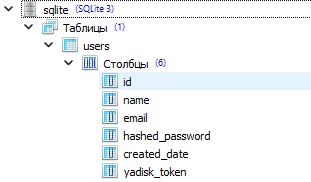 sqlite (SQLite 3)
Таблицы (1)
users
Столбцы (6)
id
name
email
hashed_password
created_date
yadisk_token